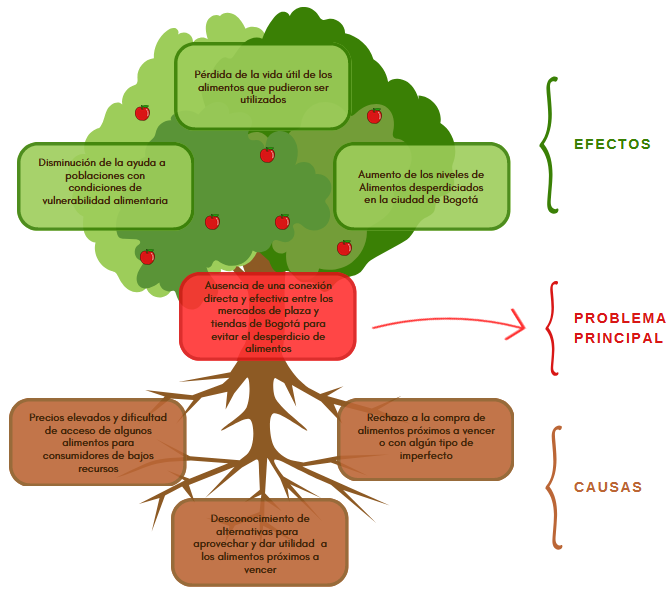 Pérdida de la vida útil de los
alimentos que pudieron ser
utilizados
Disminución de la ayuda a
poblaciones con
condiciones de
vulnerabilidad alimentaria
Aumento de los niveles de
Alimentos desperdiciados
en la ciudad de Bogotá
EFECTOS
Ausencia de una conexión
directa y efectiva entre los
mercados de plaza y
tiendas de Bogotá para
evitar el desperdicio de
alimentos
PROBLEMA
PRINCIPAL
Precios elevados y dificultad
de acceso de algunos
alimentos para
consumidores de bajos
recursos
Rechazo a la compra de
alimentos próximos a vencer
o con algún tipo de
imperfecto
CAUSAS
Desconocimiento de
alternativas para
aprovechar y dar utilidad a
los alimentos próximos a
vencer